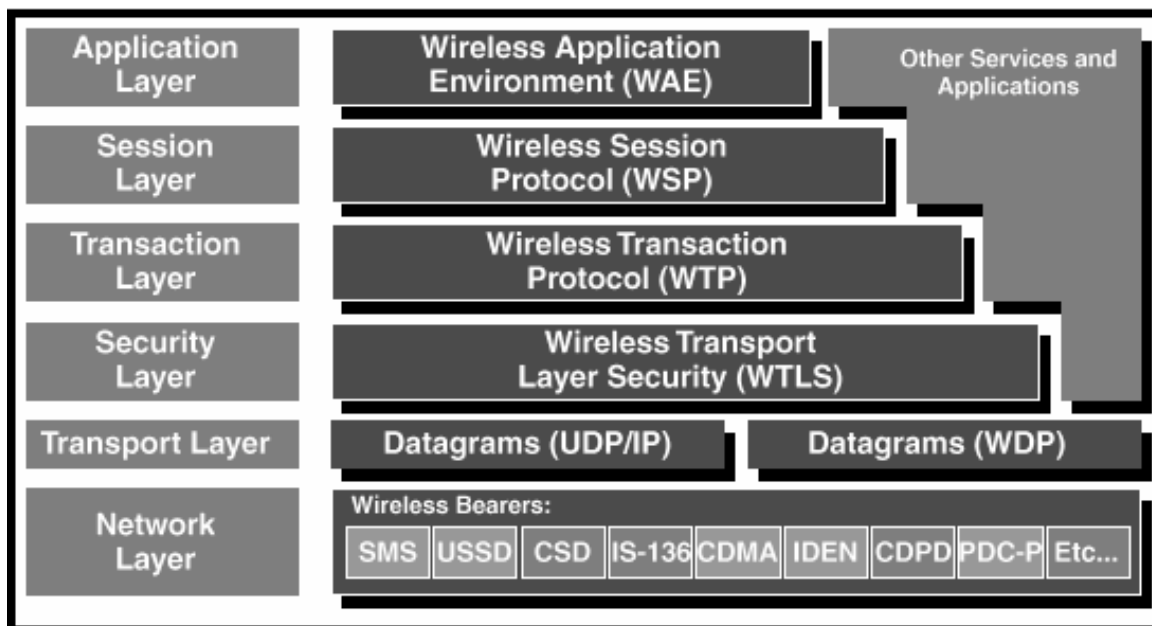 Application
Layer
Wireless Application
Environment (WAE)
Other Services and
Applications
Session
Layer
Wireless Session
Protocol (WSP)
Transaction
Layer
Wireless Transaction
Protocol (WTP)
Security
Layer
Wireless Transport
Layer Security (WTLS)
Transport Layer
Datagrams (UDP/IP)
Datagrams (WDP)
Network
Layer
Wireless Bearers:
SMS
USSD
CSD
IS-136
CDMA
IDEN
CDPD
PDC-P
Etc...